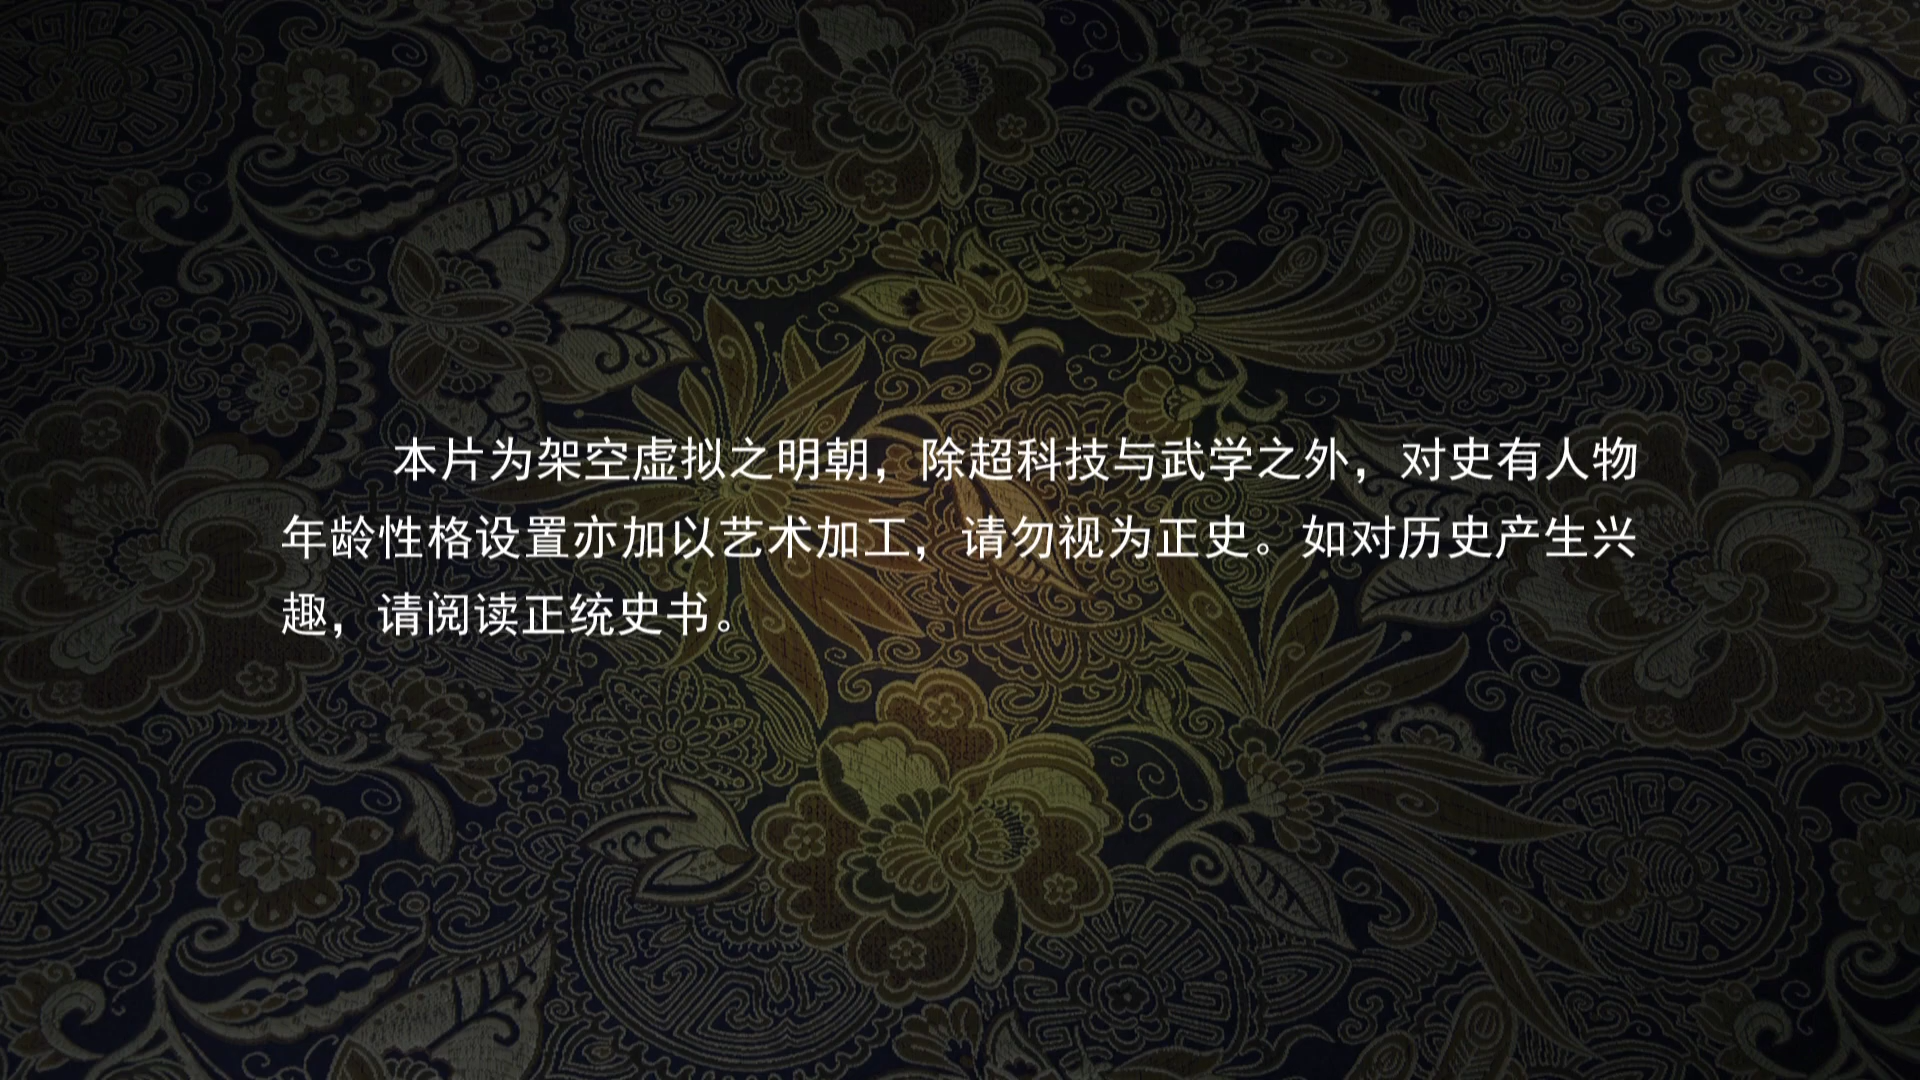 本片为架空虚拟之明朝，除超科技与武学之外，对史有人物
年龄性格设置亦加以艺术加工，请勿视为正史。如对历史产生兴
趣，请阅读正统史书。